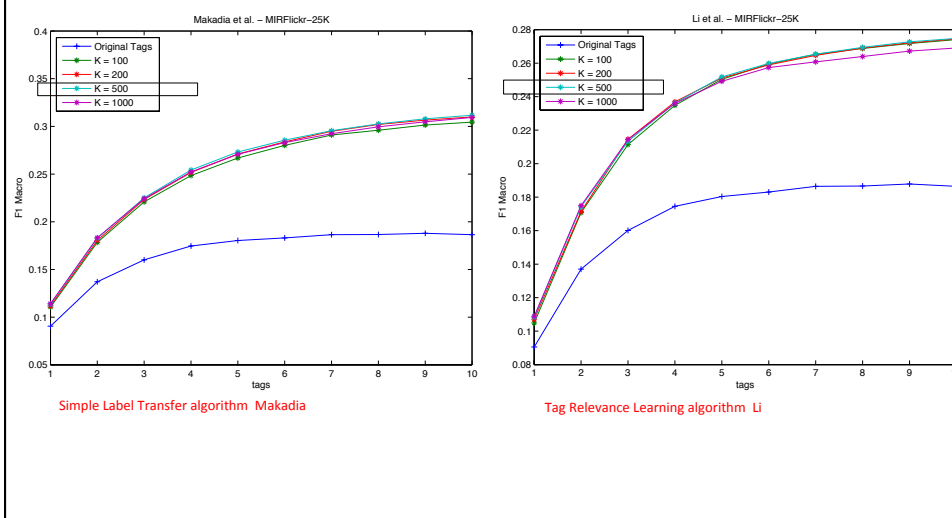 Makadia et al. – MIRFlickr–25K
0.4
0.35
0.3
0.25
0.2
0.15
0.1
0.05
F1 Macro
Original Tags
K = 100
K = 200
K = 500
K = 1000
1 2 3 4 5 6 7 8 9 10
tags
Simple Label Transfer algorithm Makadia
Li et al. – MIRFlickr–25K
0.28
0.26
0.24
0.22
0.2
0.18
0.16
0.14
0.12
0.1
0.08
F1 Macro
Original Tags
K = 100
K = 200
K = 500
K = 1000
1 2 3 4 5 6 7 8 9
tags
Tag Relevance Learning algorithm Li